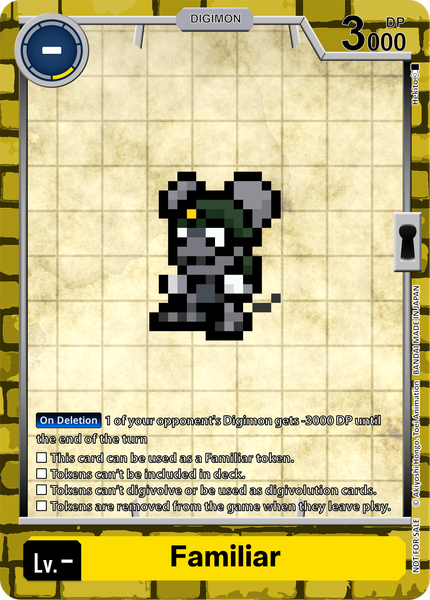 DIGIMON
DP
3000
−
Hekito
On Deletion 1 of your opponent's Digimon gets -3000 DP until
the end of the turn
This card can be used as a Familiar token.
Tokens can't be included in deck.
Tokens can't digivolve or be used as digivolution cards.
Tokens are removed from the game when they leave play.
© Akiyoshi Hongo, Toei Animation BANDAI MADE IN JAPAN
NOT FOR SALE
Lv.−
Familiar